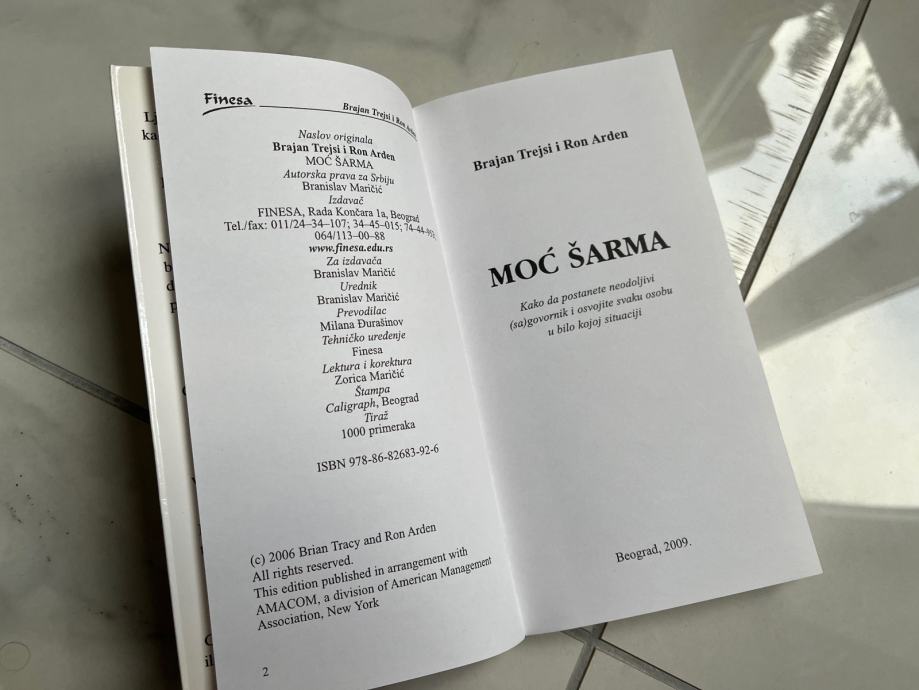 Finesa
Brajan Trejsi i Ron Arden
Naslov originala
Brajan Trejsi i Ron Arden
MOĆ ŠARMA
Autorska prava za Srbiju
Branislav Maričić
Izdavač
FINESA, Rada Končara 1a, Beograd
Tel./fax: 011/24–34–107; 34-45-015; 74-44-
064/113–00–88
www.finesa.edu.rs
Za izdavača
Branislav Maričić
Urednik
Branislav Maričić
Prevodilac
Milana Đurašinov
Tehničko uređenje
Finesa
Lektura i korektura
Zorica Maričić
Štampa
Caligraph, Beograd
Tiraž
1000 primeraka
ISBN 978-86-82683-92-6
(c) 2006 Brian Tracy and Ron Arden
All rights reserved.
This edition published in arrangement with
AMACOM, a division of American Management
Association, New York
2
Brajan Trejsi i Ron Arden
MOĆ ŠARMA
Kako da postanete neodoljivi
(sa)govornik i osvojite svaku osobu
u bilo kojoj situaciji
Beograd, 2009.